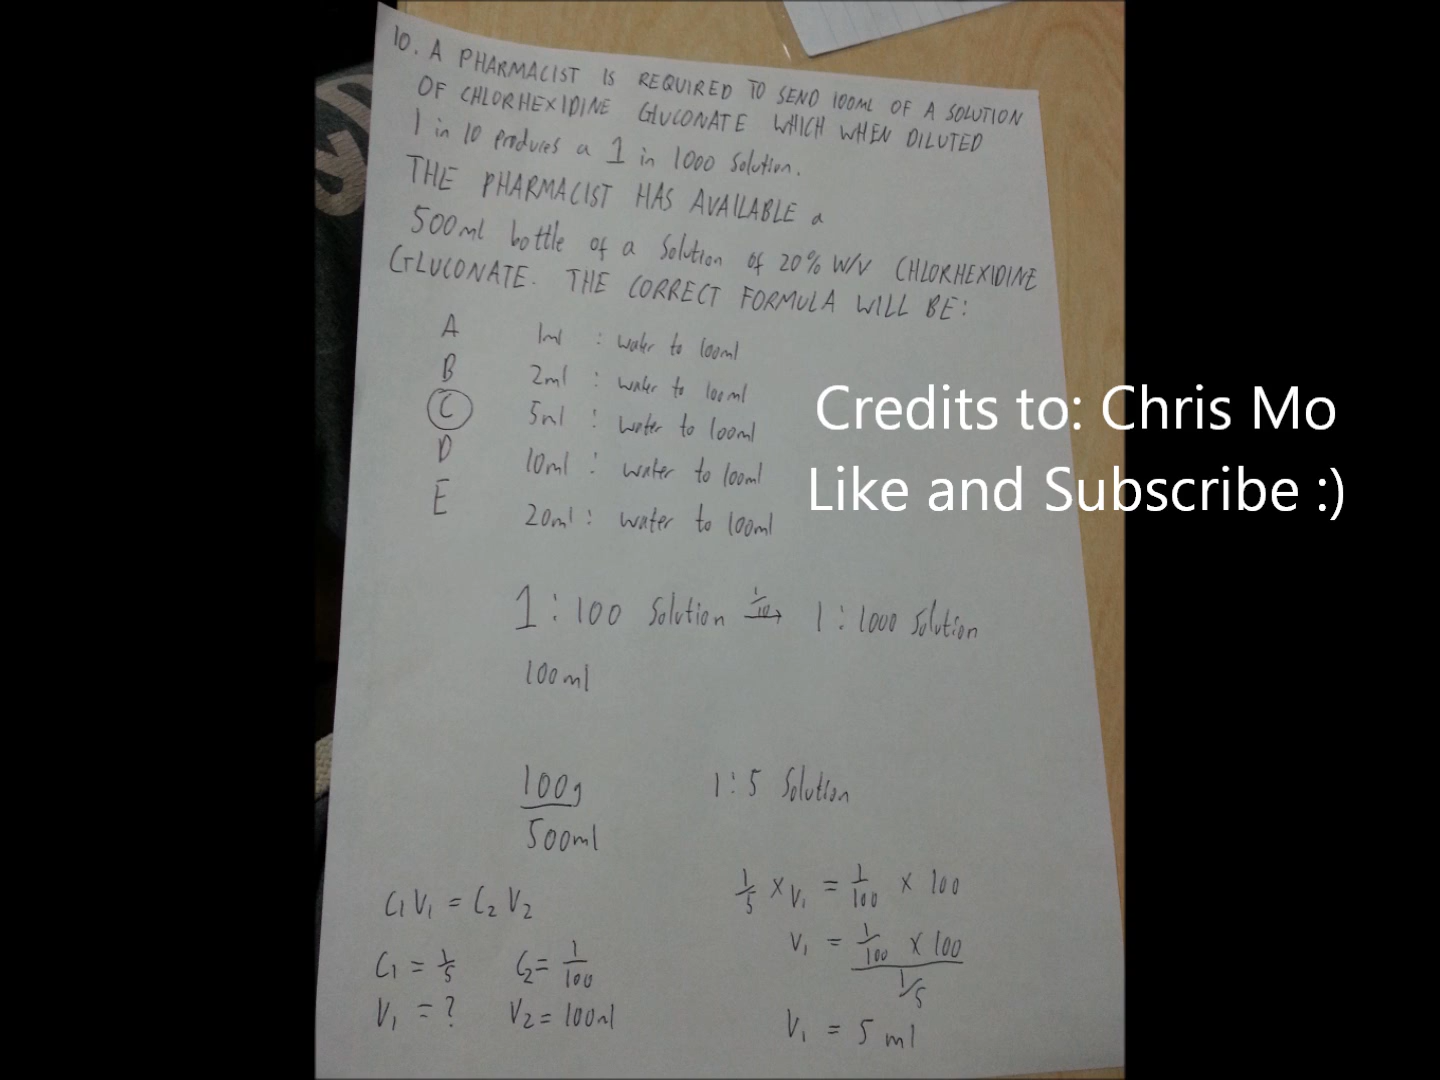 10. A PHARMACIST IS REQUIRED TO SEND 100ML OF A SOLUTION
OF CHLORHEXIDINE GLUCONATE WHICH WHEN DILUTED
1 in 10 produces a 1 in 1000 solution.
THE PHARMACIST HAS AVAILABLE a
500ml bottle of a solution of 20% W/V CHLORHEXIDINE
GLUCONATE. THE CORRECT FORMULA WILL BE:
A 1ml : water to 100ml
B 2ml : water to 100ml
C 5ml : water to 100ml
D 10ml : water to 100ml
E 20ml : water to 100ml
Credits to: Chris Mo
Like and Subscribe :)
1 : 100 Solution 1/10 → 1 : 1000 Solution
100ml
100g 1:5 Solution
500ml
C₁V₁ = C₂V₂
C₁ = 1/5 C₂ = 1/100
V₁ = ? V₂ = 100ml
1/5 × V₁ = 1/100 × 100
V₁ = 1/100 × 100
1/5
V₁ = 5 ml